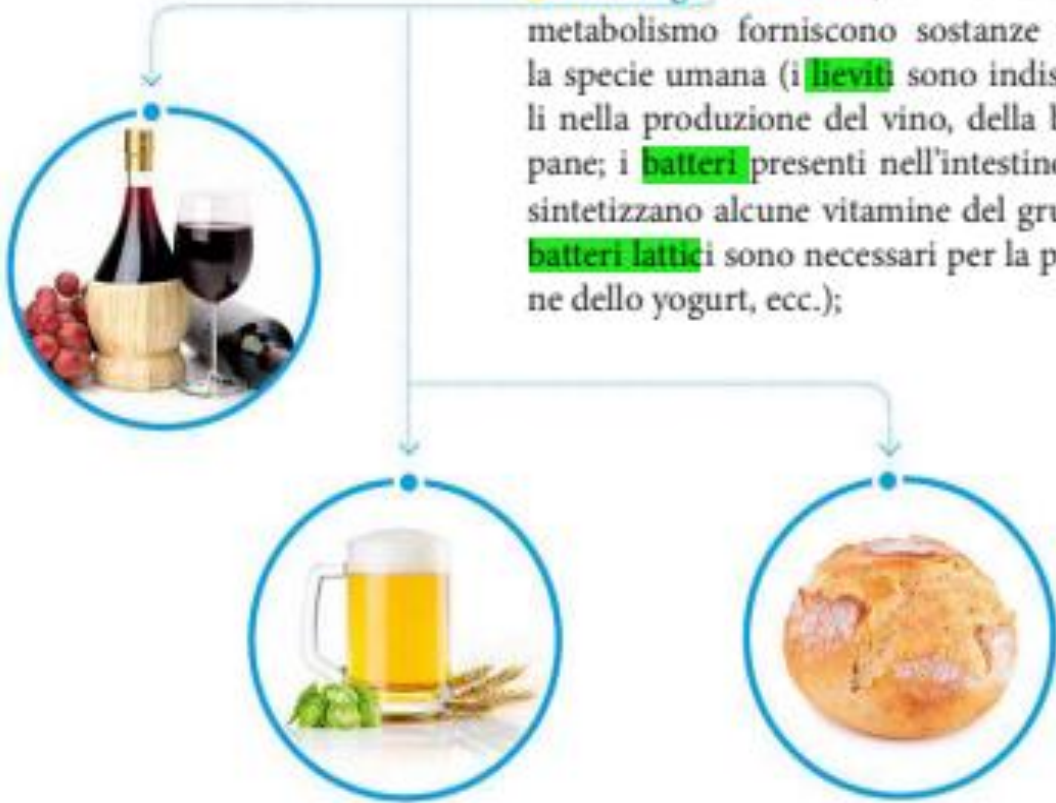 metabolismo forniscono sostanze
la specie umana (i lieviti sono indis
li nella produzione del vino, della b
pane; i batteri presenti nell'intestino
sintetizzano alcune vitamine del gru
batteri lattici sono necessari per la p
ne dello yogurt, ecc.);